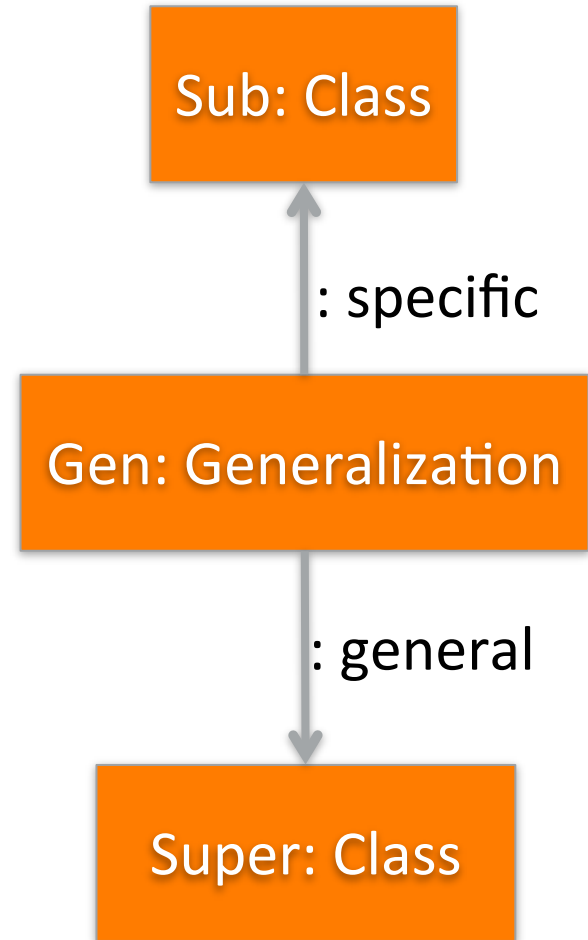 Sub: Class
: specific
Gen: Generalization
: general
Super: Class